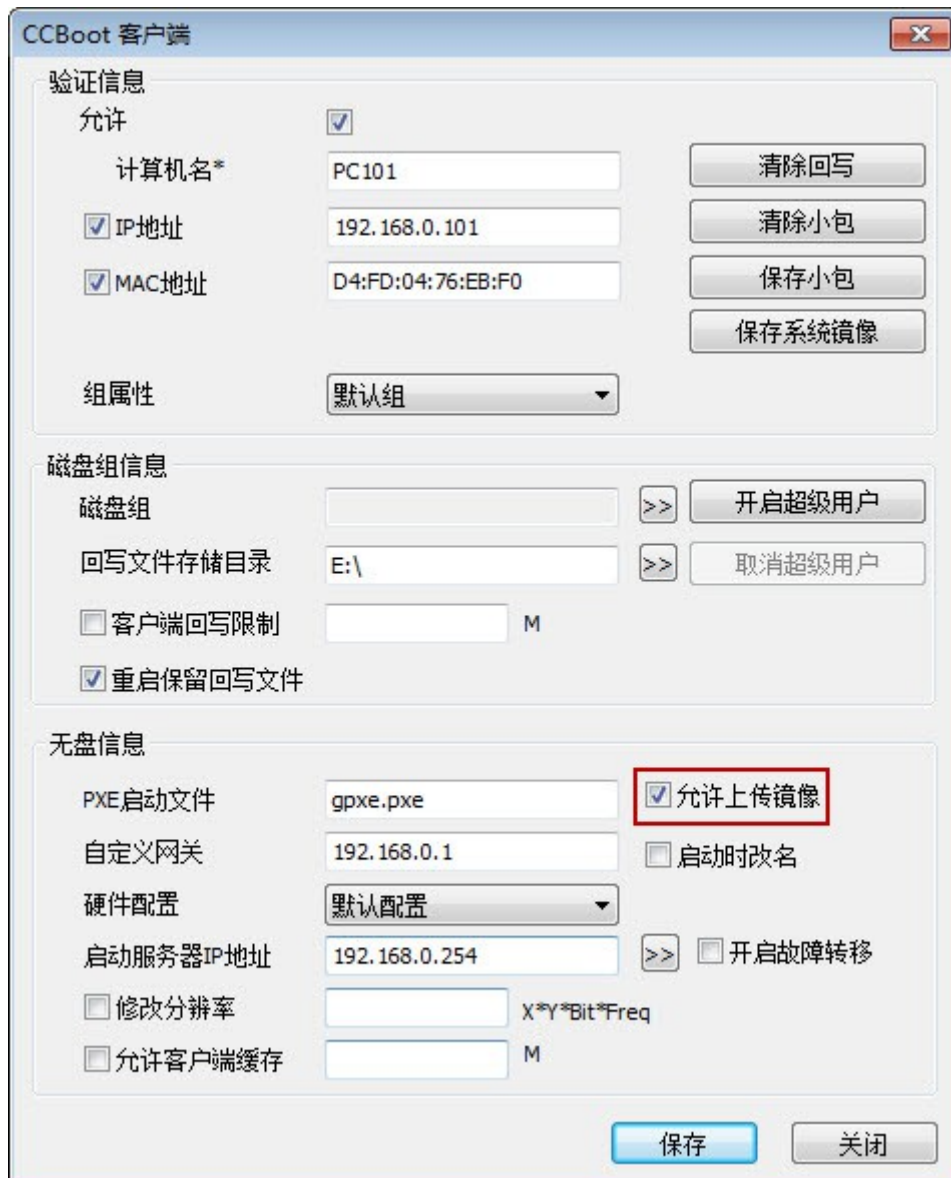 CCBoot 客户端
验证信息
允许
计算机名* PC101 清除回写
IP地址 192.168.0.101 清除小包
MAC地址 D4:FD:04:76:EB:F0 保存小包
保存系统镜像
组属性 默认组
磁盘组信息
磁盘组 >> 开启超级用户
回写文件存储目录 E:\ >> 取消超级用户
客户端回写限制 M
重启保留回写文件
无盘信息
PXE启动文件 gpxe.pxe 允许上传镜像
自定义网关 192.168.0.1 启动时改名
硬件配置 默认配置
启动服务器IP地址 192.168.0.254 >> 开启故障转移
修改分辨率 X*Y*Bit*Freq
允许客户端缓存 M
保存 关闭